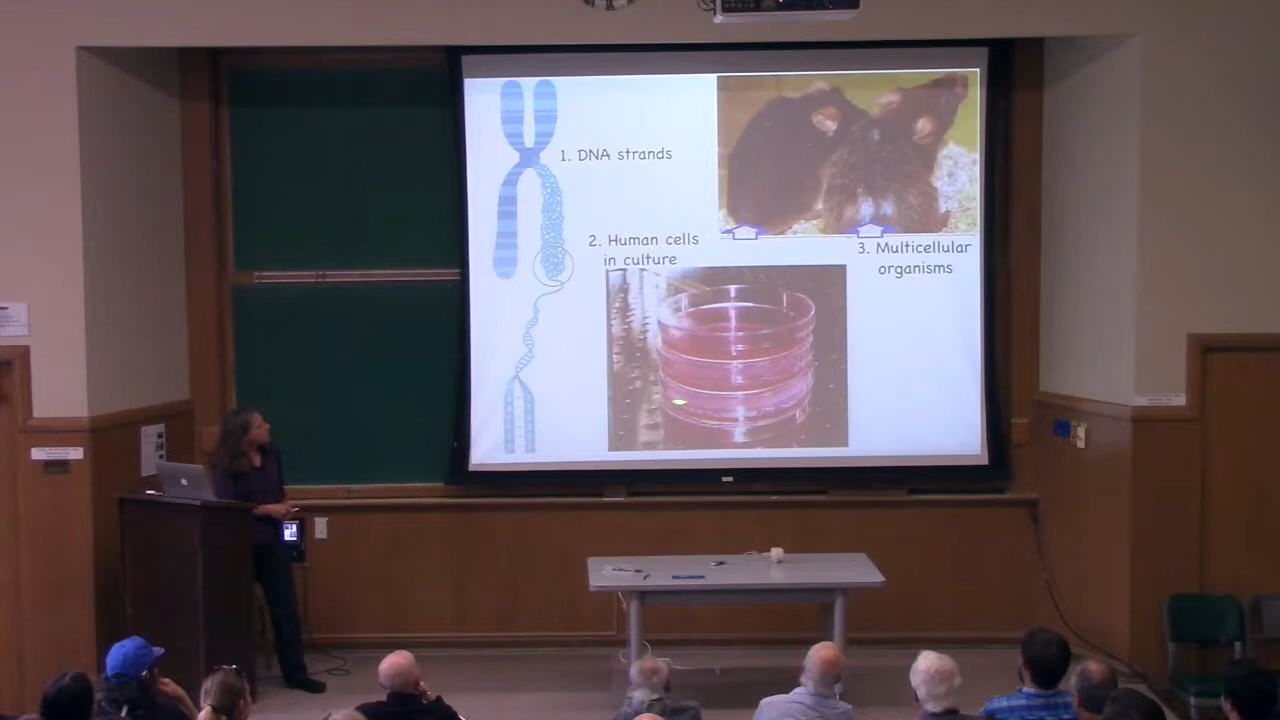 1. DNA strands
2. Human cells
in culture
3. Multicellular
organisms